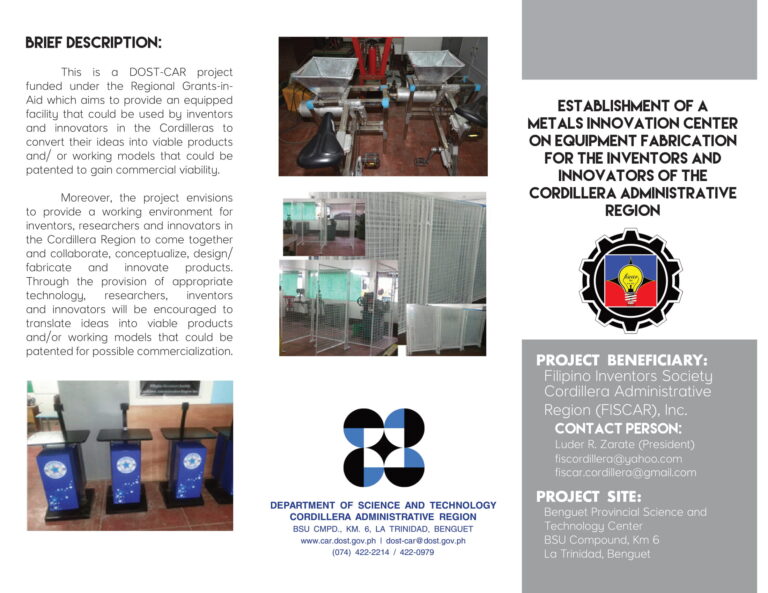 BRIEF DESCRIPTION:
This is a DOST-CAR project
funded under the Regional Grants-in-
Aid which aims to provide an equipped
facility that could be used by inventors
and innovators in the Cordilleras to
convert their ideas into viable products
and/ or working models that could be
patented to gain commercial viability.
Moreover, the project envisions
to provide a working environment for
inventors, researchers and innovators in
the Cordillera Region to come together
and collaborate, conceptualize, design/
fabricate and innovate products.
Through the provision of appropriate
technology, researchers, inventors
and innovators will be encouraged to
translate ideas into viable products
and/or working models that could be
patented for possible commercialization.
DEPARTMENT OF SCIENCE AND TECHNOLOGY
CORDILLERA ADMINISTRATIVE REGION
BSU CMPD., KM. 6, LA TRINIDAD, BENGUET
www.car.dost.gov.ph | dost-car@dost.gov.ph
(074) 422-2214 / 422-0979
ESTABLISHMENT OF A
METALS INNOVATION CENTER
ON EQUIPMENT FABRICATION
FOR THE INVENTORS AND
INNOVATORS OF THE
CORDILLERA ADMINISTRATIVE
REGION
fiscar
PROJECT BENEFICIARY:
Filipino Inventors Society
Cordillera Administrative
Region (FISCAR), Inc.
CONTACT PERSON:
Luder R. Zarate (President)
fiscordillera@yahoo.com
fiscar.cordillera@gmail.com
PROJECT SITE:
Benguet Provincial Science and
Technology Center
BSU Compound, Km 6
La Trinidad, Benguet